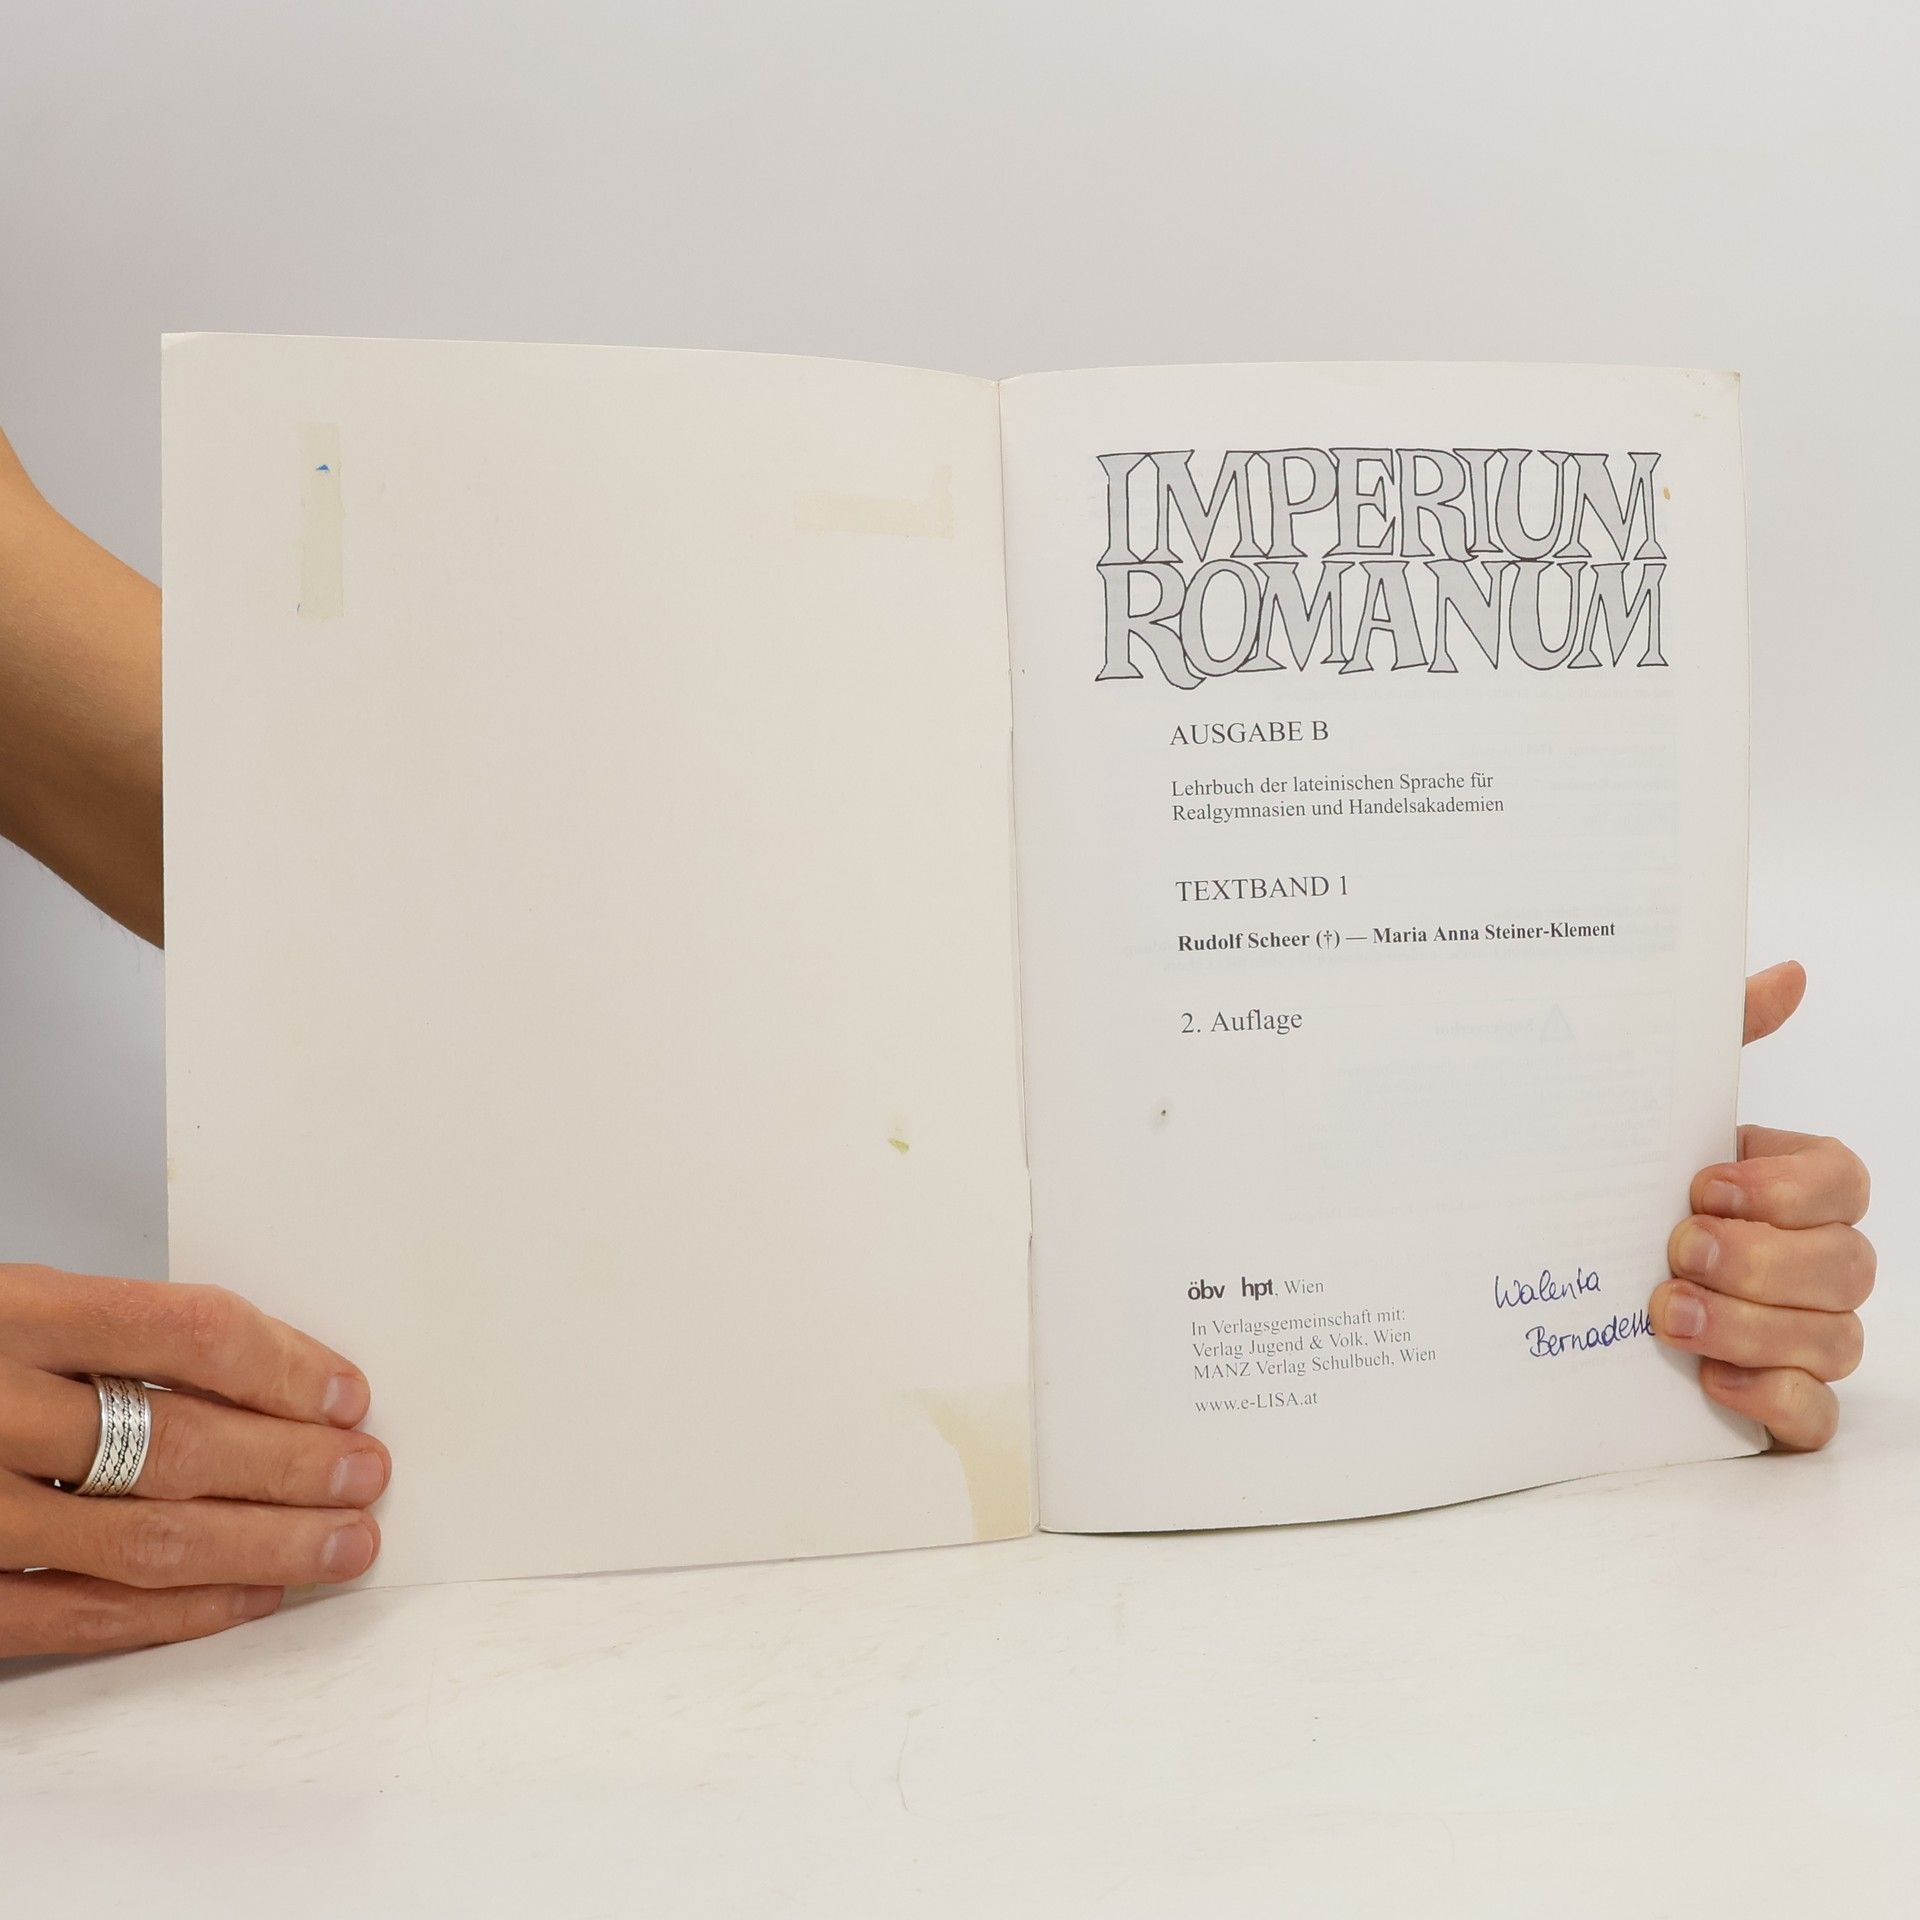 IMPERIUM
ROMANUM
AUSGABE B
Lehrbuch der lateinischen Sprache für
Realgymnasien und Handelsakademien
TEXTBAND 1
Rudolf Scheer (†) — Maria Anna Steiner-Klement
2. Auflage
öbv hpt, Wien
In Verlagsgemeinschaft mit:
Verlag Jugend & Volk, Wien
MANZ Verlag Schulbuch, Wien
www.e-LISA.at
Walenta
Bernadette